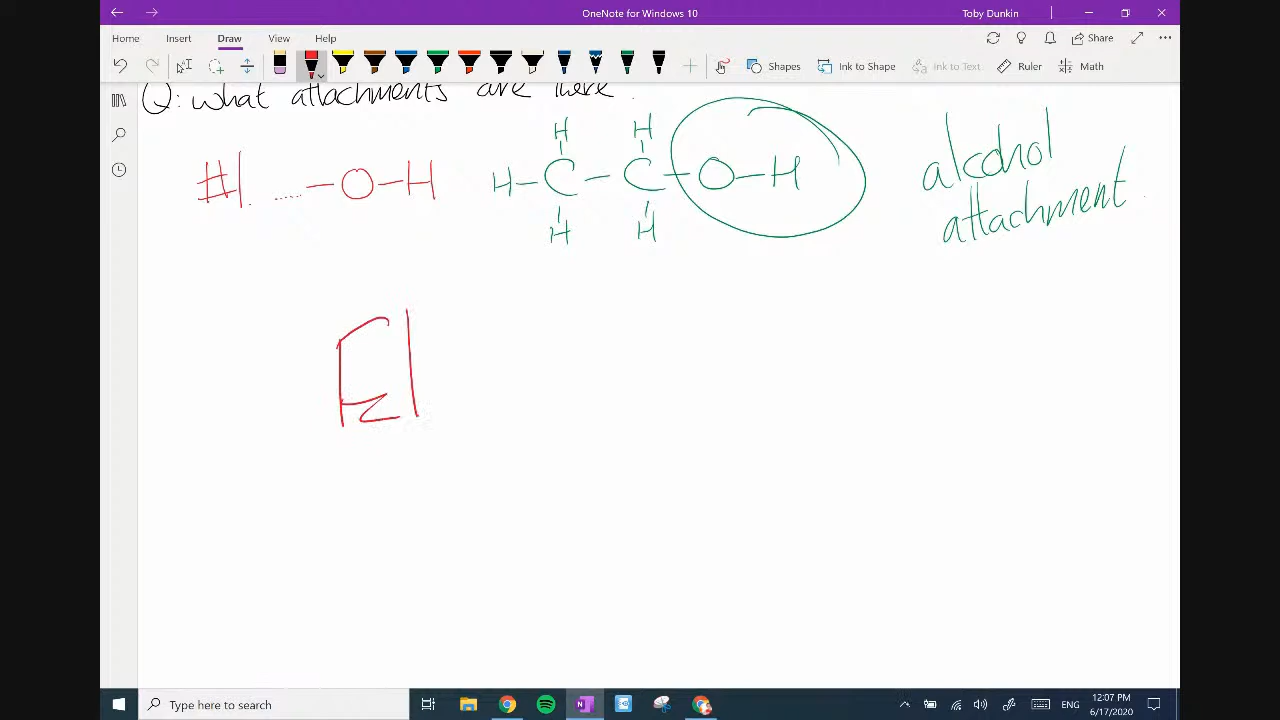 OneNote for Windows 10
Toby Dunkin
Home Insert Draw View Help
Share
Shapes Ink to Shape Ink to Text Ruler Math
Q: what attachments are there.
#1. ...... -O-H
H H
H-C-C-O-H
H H
alcohol
attachment
Type here to search
ENG
12:07 PM
6/17/2020